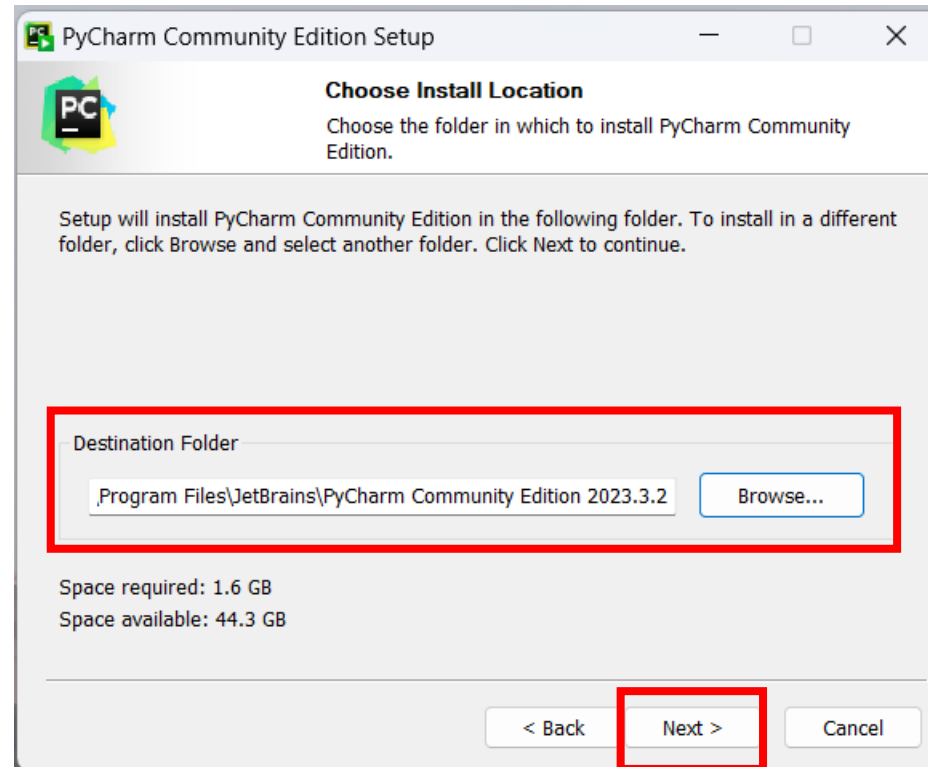 PC PyCharm Community Edition Setup
PC
Choose Install Location
Choose the folder in which to install PyCharm Community
Edition.
Setup will install PyCharm Community Edition in the following folder. To install in a different
folder, click Browse and select another folder. Click Next to continue.
Destination Folder
Program Files\JetBrains\PyCharm Community Edition 2023.3.2 Browse...
Space required: 1.6 GB
Space available: 44.3 GB
< Back Next > Cancel